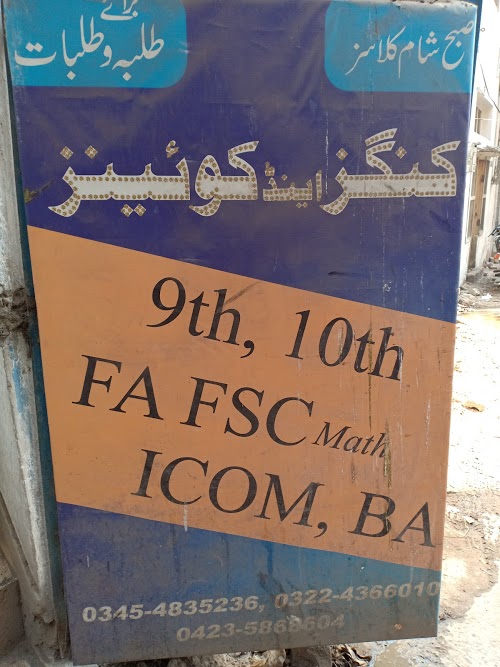 صبح شام کلاسز
برائے
طلبہ و طلبات
کنگز اینڈ کوئینز
9th, 10th
FA FSC Math
ICOM, BA
0345-4835236, 0322-4366010
0423-5868604